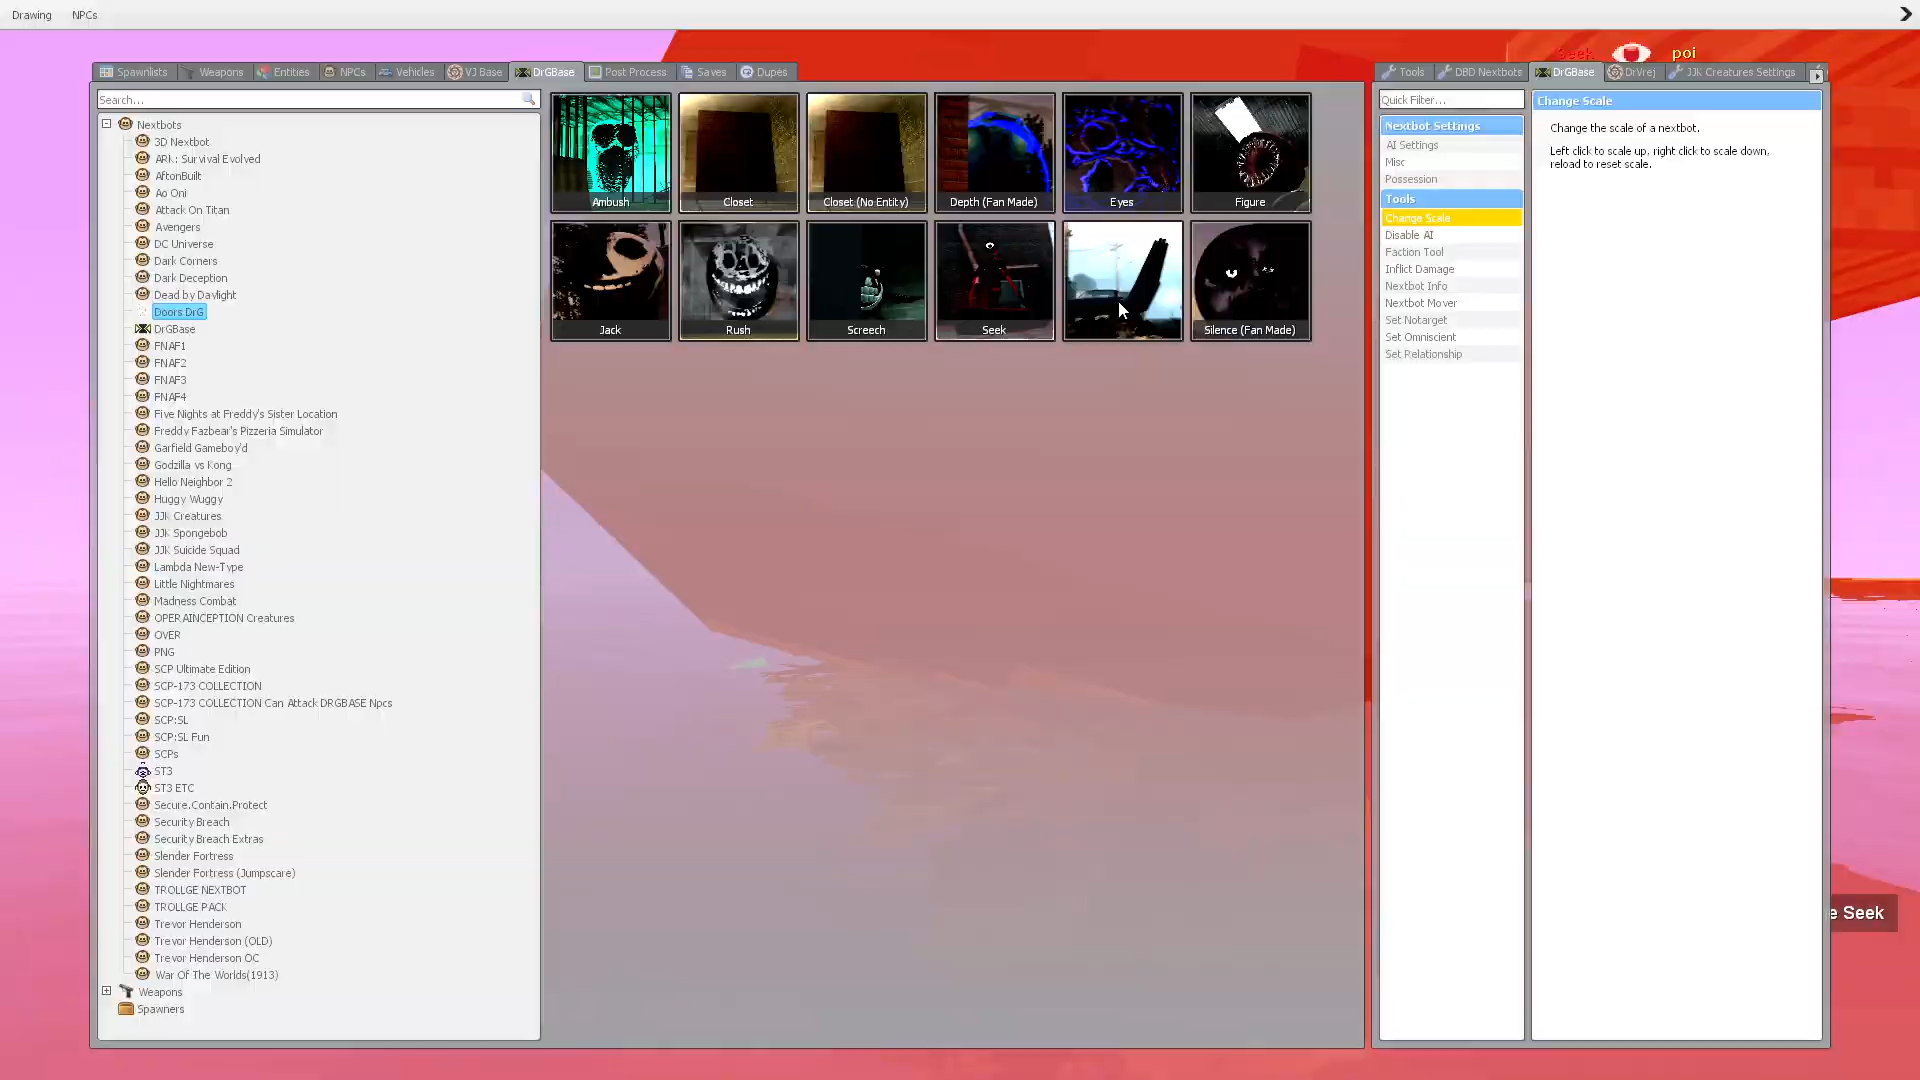 Drawing NPCs
Seek poi
Spawnlists Weapons Entities NPCs Vehicles VJ Base DrGBase Post Process Saves Dupes
Tools DBD Nextbots DrGBase DrVrej JJK Creatures Settings
Search...
Nextbots
3D Nextbot
ARK: Survival Evolved
AftonBuilt
Ao Oni
Attack On Titan
Avengers
DC Universe
Dark Corners
Dark Deception
Dead by Daylight
Doors DrG
DrGBase
FNAF1
FNAF2
FNAF3
FNAF4
Five Nights at Freddy's Sister Location
Freddy Fazbear's Pizzeria Simulator
Garfield Gameboy'd
Godzilla vs Kong
Hello Neighbor 2
Huggy Wuggy
JJK Creatures
JJK Spongebob
JJK Suicide Squad
Lambda New-Type
Little Nightmares
Madness Combat
OPERAINCEPTION Creatures
OVER
PNG
SCP Ultimate Edition
SCP-173 COLLECTION
SCP-173 COLLECTION Can Attack DRGBASE Npcs
SCP:SL
SCP:SL Fun
SCPs
ST3
ST3 ETC
Secure.Contain.Protect
Security Breach
Security Breach Extras
Slender Fortress
Slender Fortress (Jumpscare)
TROLLGE NEXTBOT
TROLLGE PACK
Trevor Henderson
Trevor Henderson (OLD)
Trevor Henderson OC
War Of The Worlds(1913)
Weapons
Spawners
Ambush Closet Closet (No Entity) Depth (Fan Made) Eyes Figure
Jack Rush Screech Seek Silence (Fan Made)
Quick Filter...
Nextbot Settings
AI Settings
Misc
Possession
Tools
Change Scale
Disable AI
Faction Tool
Inflict Damage
Nextbot Info
Nextbot Mover
Set Notarget
Set Omniscient
Set Relationship
Change Scale
Change the scale of a nextbot.
Left click to scale up, right click to scale down,
reload to reset scale.
e Seek